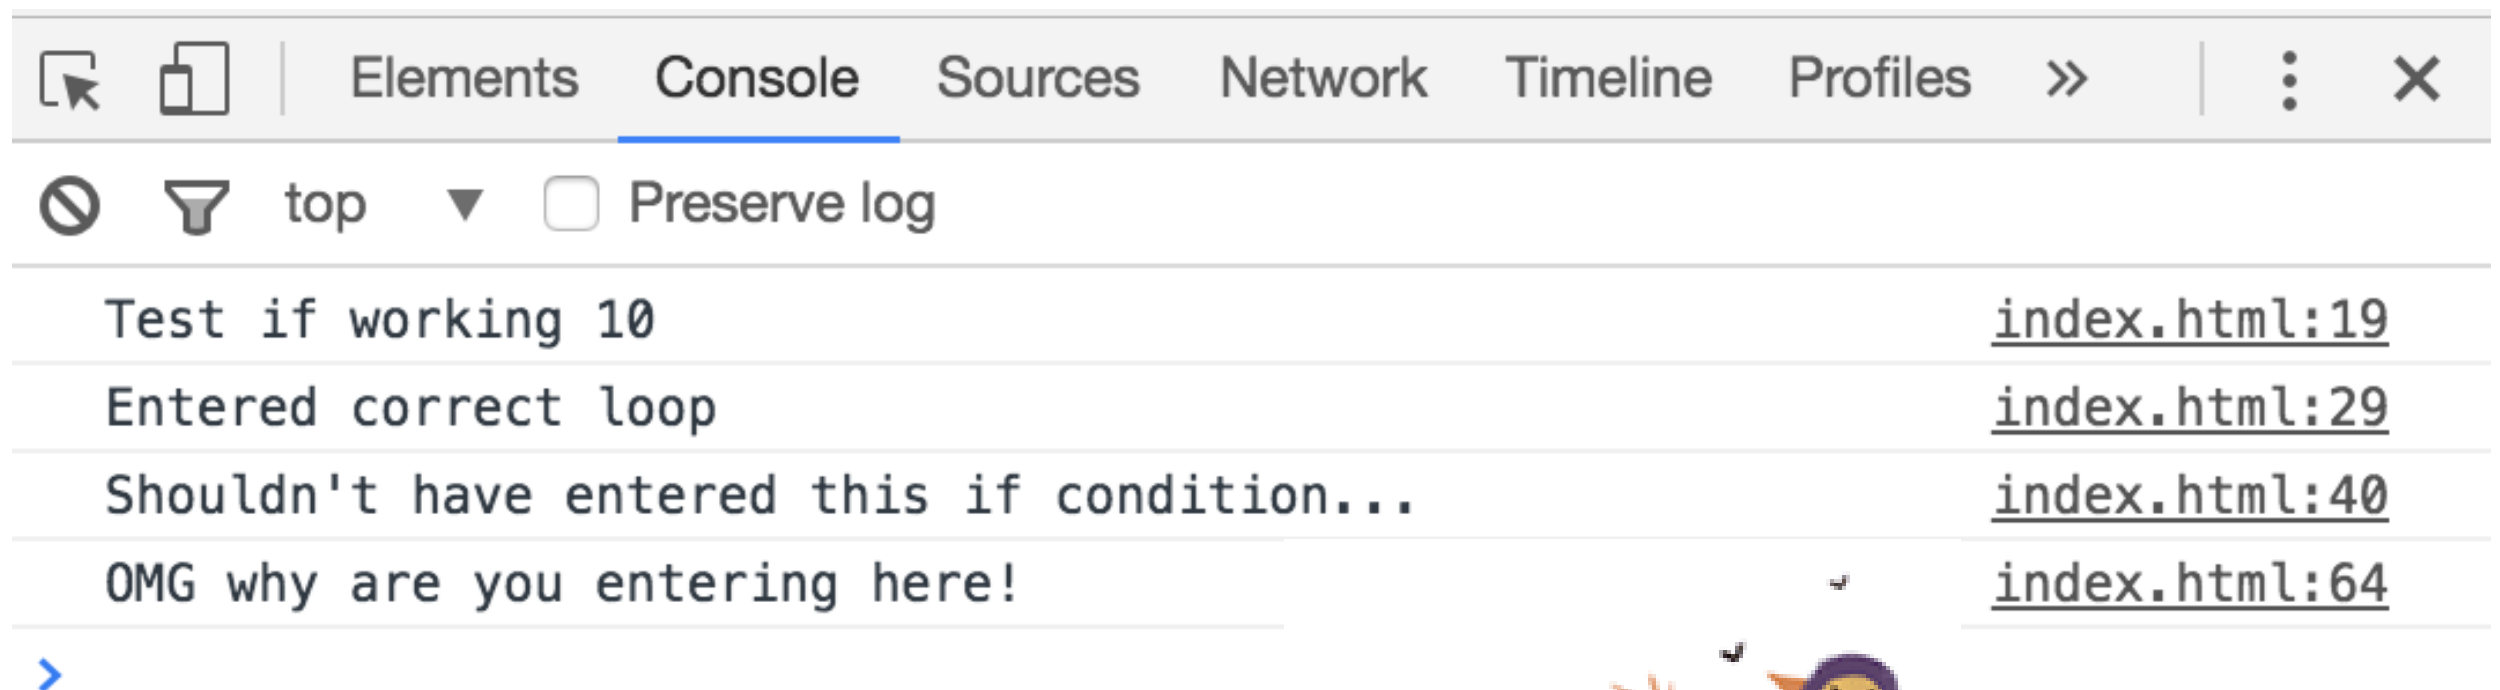 Elements Console Sources Network Timeline Profiles
top Preserve log
Test if working 10 index.html:19
Entered correct loop index.html:29
Shouldn't have entered this if condition... index.html:40
OMG why are you entering here! index.html:64